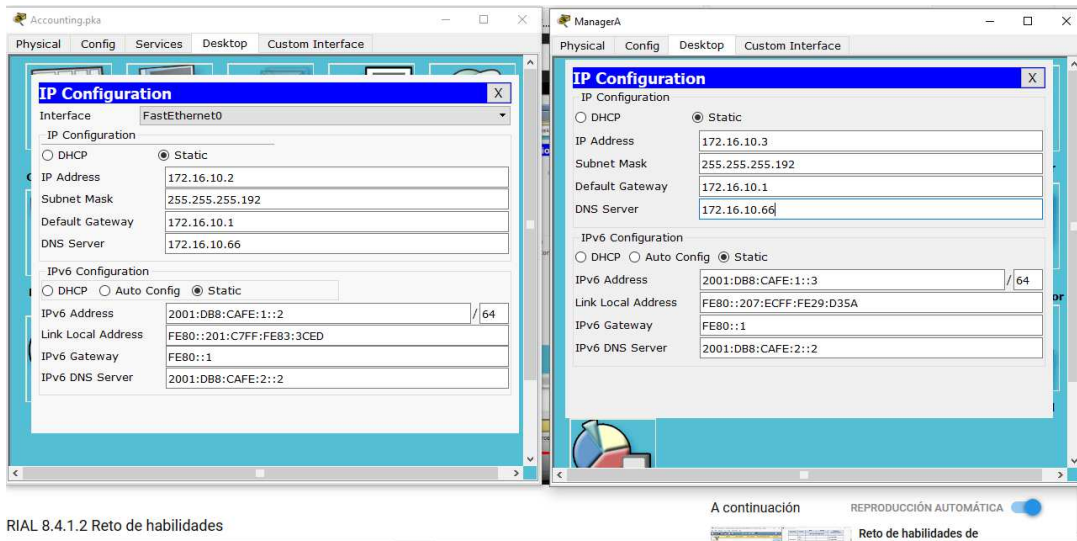 Accounting.pka
Physical Config Services Desktop Custom Interface
IP Configuration X
Interface FastEthernet0
IP Configuration
DHCP Static
IP Address 172.16.10.2
Subnet Mask 255.255.255.192
Default Gateway 172.16.10.1
DNS Server 172.16.10.66
IPv6 Configuration
DHCP Auto Config Static
IPv6 Address 2001:DB8:CAFE:1::2 / 64
Link Local Address FE80::201:C7FF:FE83:3CED
IPv6 Gateway FE80::1
IPv6 DNS Server 2001:DB8:CAFE:2::2
ManagerA
Physical Config Desktop Custom Interface
IP Configuration X
IP Configuration
DHCP Static
IP Address 172.16.10.3
Subnet Mask 255.255.255.192
Default Gateway 172.16.10.1
DNS Server 172.16.10.66
IPv6 Configuration
DHCP Auto Config Static
IPv6 Address 2001:DB8:CAFE:1::3 / 64
Link Local Address FE80::207:ECFF:FE29:D35A
IPv6 Gateway FE80::1
IPv6 DNS Server 2001:DB8:CAFE:2::2
RIAL 8.4.1.2 Reto de habilidades
A continuación REPRODUCCIÓN AUTOMÁTICA
Reto de habilidades de